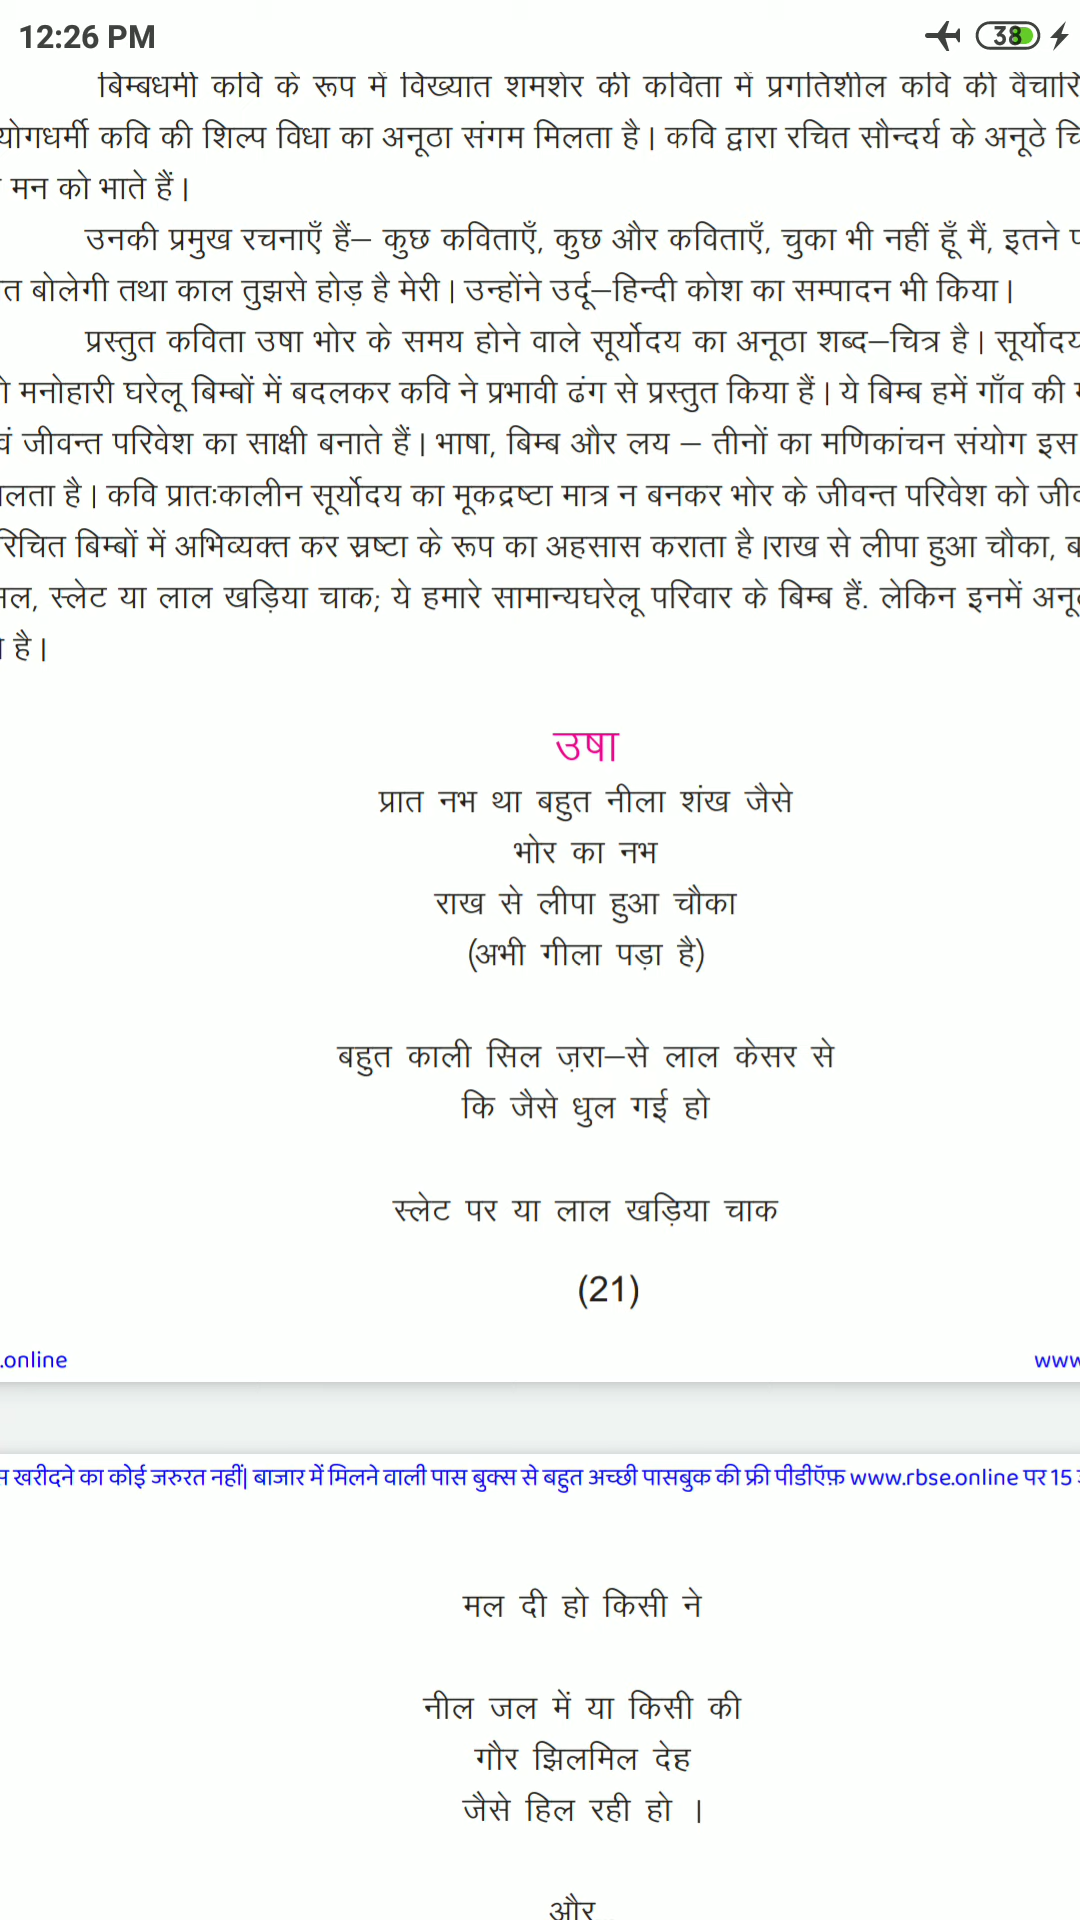 12:26 PM
38
बिम्बधर्मी कवि के रूप में विख्यात शमशेर की कविता में प्रगतिशील कवि की
योगधर्मी कवि की शिल्प विधा का अनूठा संगम मिलता है। कवि द्वारा रचित सौन्दर्य के अनूठे
मन को भाते हैं।
उनकी प्रमुख रचनाएँ हैं– कुछ कविताएँ, कुछ और कविताएँ, चुका भी नहीं हूँ मैं, इतने
त बोलेगी तथा काल तुझसे होड़ है मेरी। उन्होंने उर्दू–हिन्दी कोश का सम्पादन भी किया।
प्रस्तुत कविता उषा भोर के समय होने वाले सूर्योदय का अनूठा शब्द–चित्र है। सूर्योदय
मनोहारी घरेलू बिम्बों में बदलकर कवि ने प्रभावी ढंग से प्रस्तुत किया हैं। ये बिम्ब हमें गाँव की
वं जीवन्त परिवेश का साक्षी बनाते हैं। भाषा, बिम्ब और लय – तीनों का मणिकांचन संयोग इस
लता है। कवि प्रातःकालीन सूर्योदय का मूकद्रष्टा मात्र न बनकर भोर के जीवन्त परिवेश को
रिचित बिम्बों में अभिव्यक्त कर स्रष्टा के रूप का अहसास कराता है।राख से लीपा हुआ चौका,
ल, स्लेट या लाल खड़िया चाक; ये हमारे सामान्यघरेलू परिवार के बिम्ब हैं. लेकिन इनमें
है।
उषा
प्रात नभ था बहुत नीला शंख जैसे
भोर का नभ
राख से लीपा हुआ चौका
(अभी गीला पड़ा है)
बहुत काली सिल ज़रा–से लाल केसर से
कि जैसे धुल गई हो
स्लेट पर या लाल खड़िया चाक
(21)
.online
www
खरीदने का कोई जरुरत नहीं| बाजार में मिलने वाली पास बुक्स से बहुत अच्छी पासबुक की फ्री पीडीऍफ़ www.rbse.online पर 15
मल दी हो किसी ने
नील जल में या किसी की
गौर झिलमिल देह
जैसे हिल रही हो ।
और